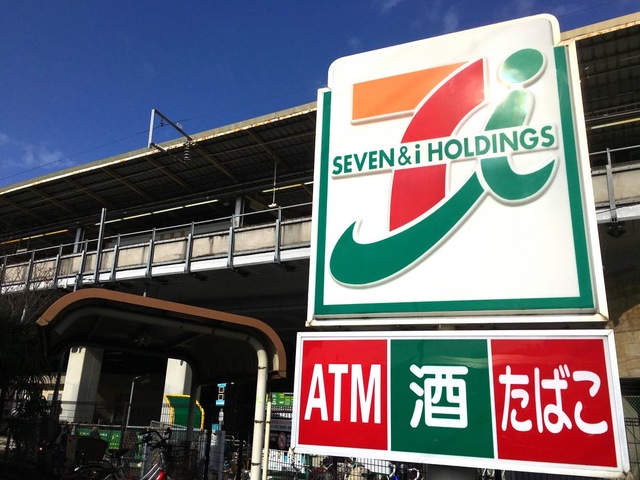 SEVEN & i HOLDINGS
ATM 酒 たばこ